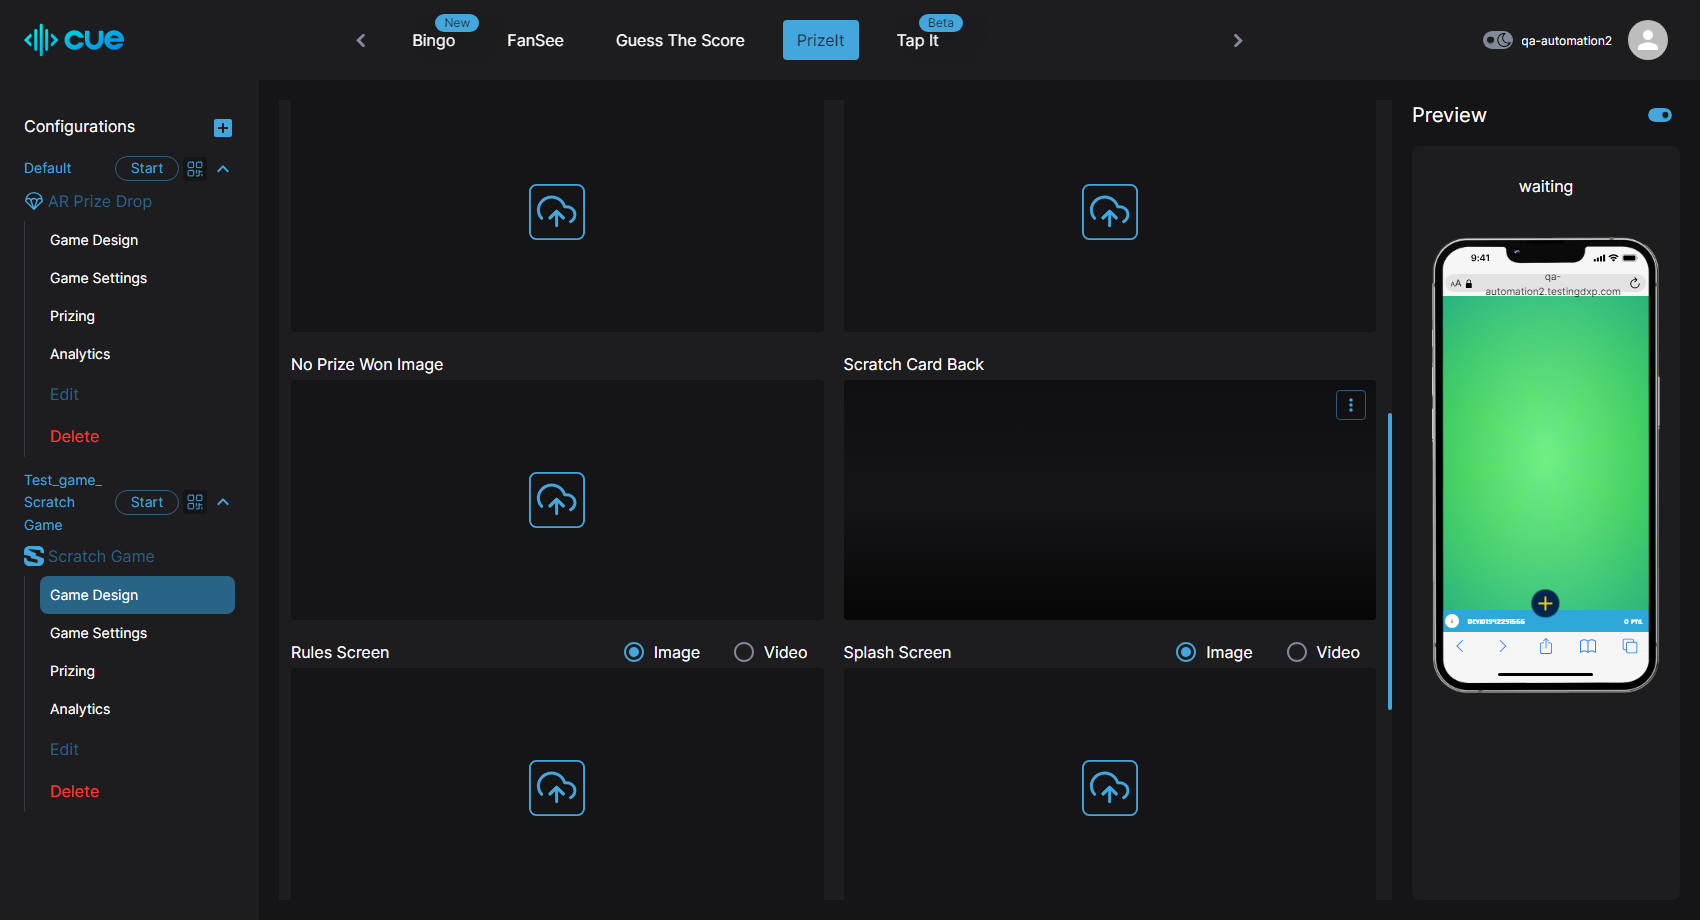 cue
New
Bingo
FanSee
Guess The Score
PrizeIt
Beta
Tap It
qa-automation2
Configurations
Default
Start
AR Prize Drop
Game Design
Game Settings
Prizing
Analytics
Edit
Delete
Test_game_
Scratch
Game
Start
Scratch Game
Game Design
Game Settings
Prizing
Analytics
Edit
Delete
No Prize Won Image
Scratch Card Back
Rules Screen
Image
Video
Splash Screen
Image
Video
Preview
waiting
9:41
AA
qa-
automation2.testingdxp.com
0 PTS.